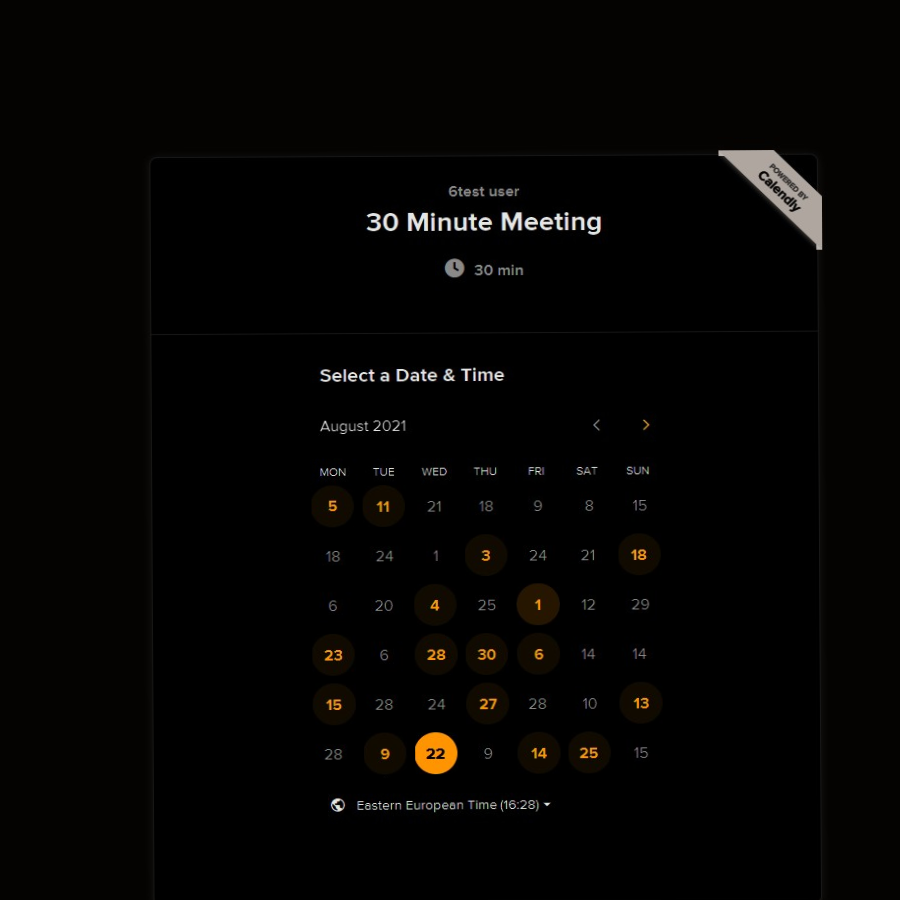 POWERED BY
Calendly
6test user
30 Minute Meeting
30 min
Select a Date & Time
August 2021
MON TUE WED THU FRI SAT SUN
5 11 21 18 9 8 15
18 24 1 3 24 21 18
6 20 4 25 1 12 29
23 6 28 30 6 14 14
15 28 24 27 28 10 13
28 9 22 9 14 25 15
Eastern European Time (16:28)